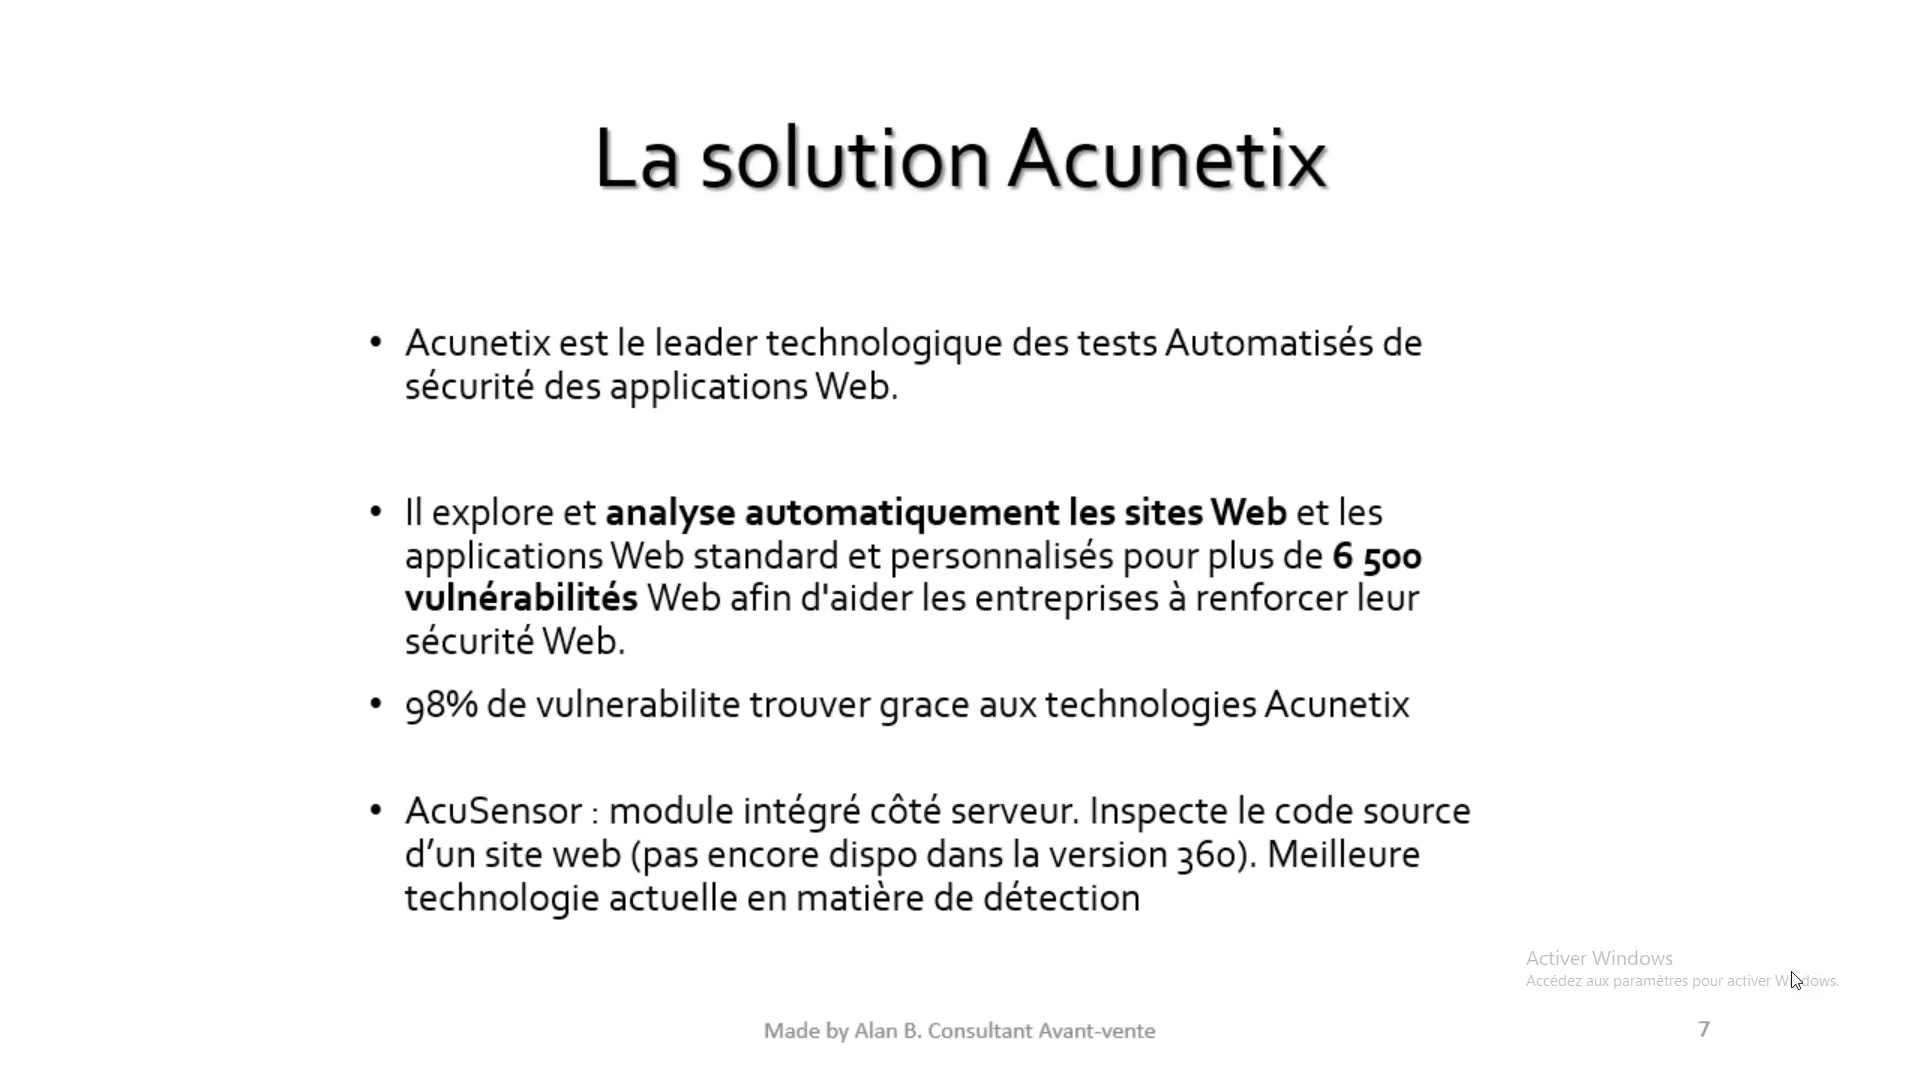 La solution Acunetix
• Acunetix est le leader technologique des tests Automatisés de
sécurité des applications Web.
• Il explore et analyse automatiquement les sites Web et les
applications Web standard et personnalisés pour plus de 6 500
vulnérabilités Web afin d'aider les entreprises à renforcer leur
sécurité Web.
• 98% de vulnerabilite trouver grace aux technologies Acunetix
• AcuSensor : module intégré côté serveur. Inspecte le code source
d’un site web (pas encore dispo dans la version 360). Meilleure
technologie actuelle en matière de détection
Activer Windows
Accédez aux paramètres pour activer Windows.
Made by Alan B. Consultant Avant-vente
7